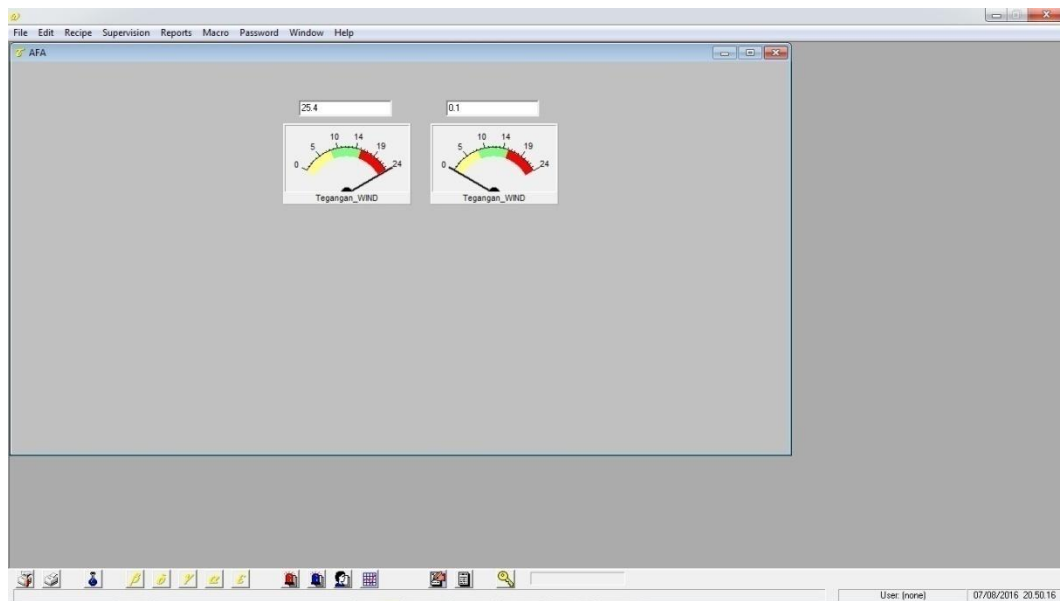 File Edit Recipe Supervision Reports Macro Password Window Help
AFA
25.4
0.1
0 5 10 14 19 24
0 5 10 14 19 24
Tegangan_WIND
Tegangan_WIND
β δ γ α ε
User: (none) 07/08/2016 20.50.16